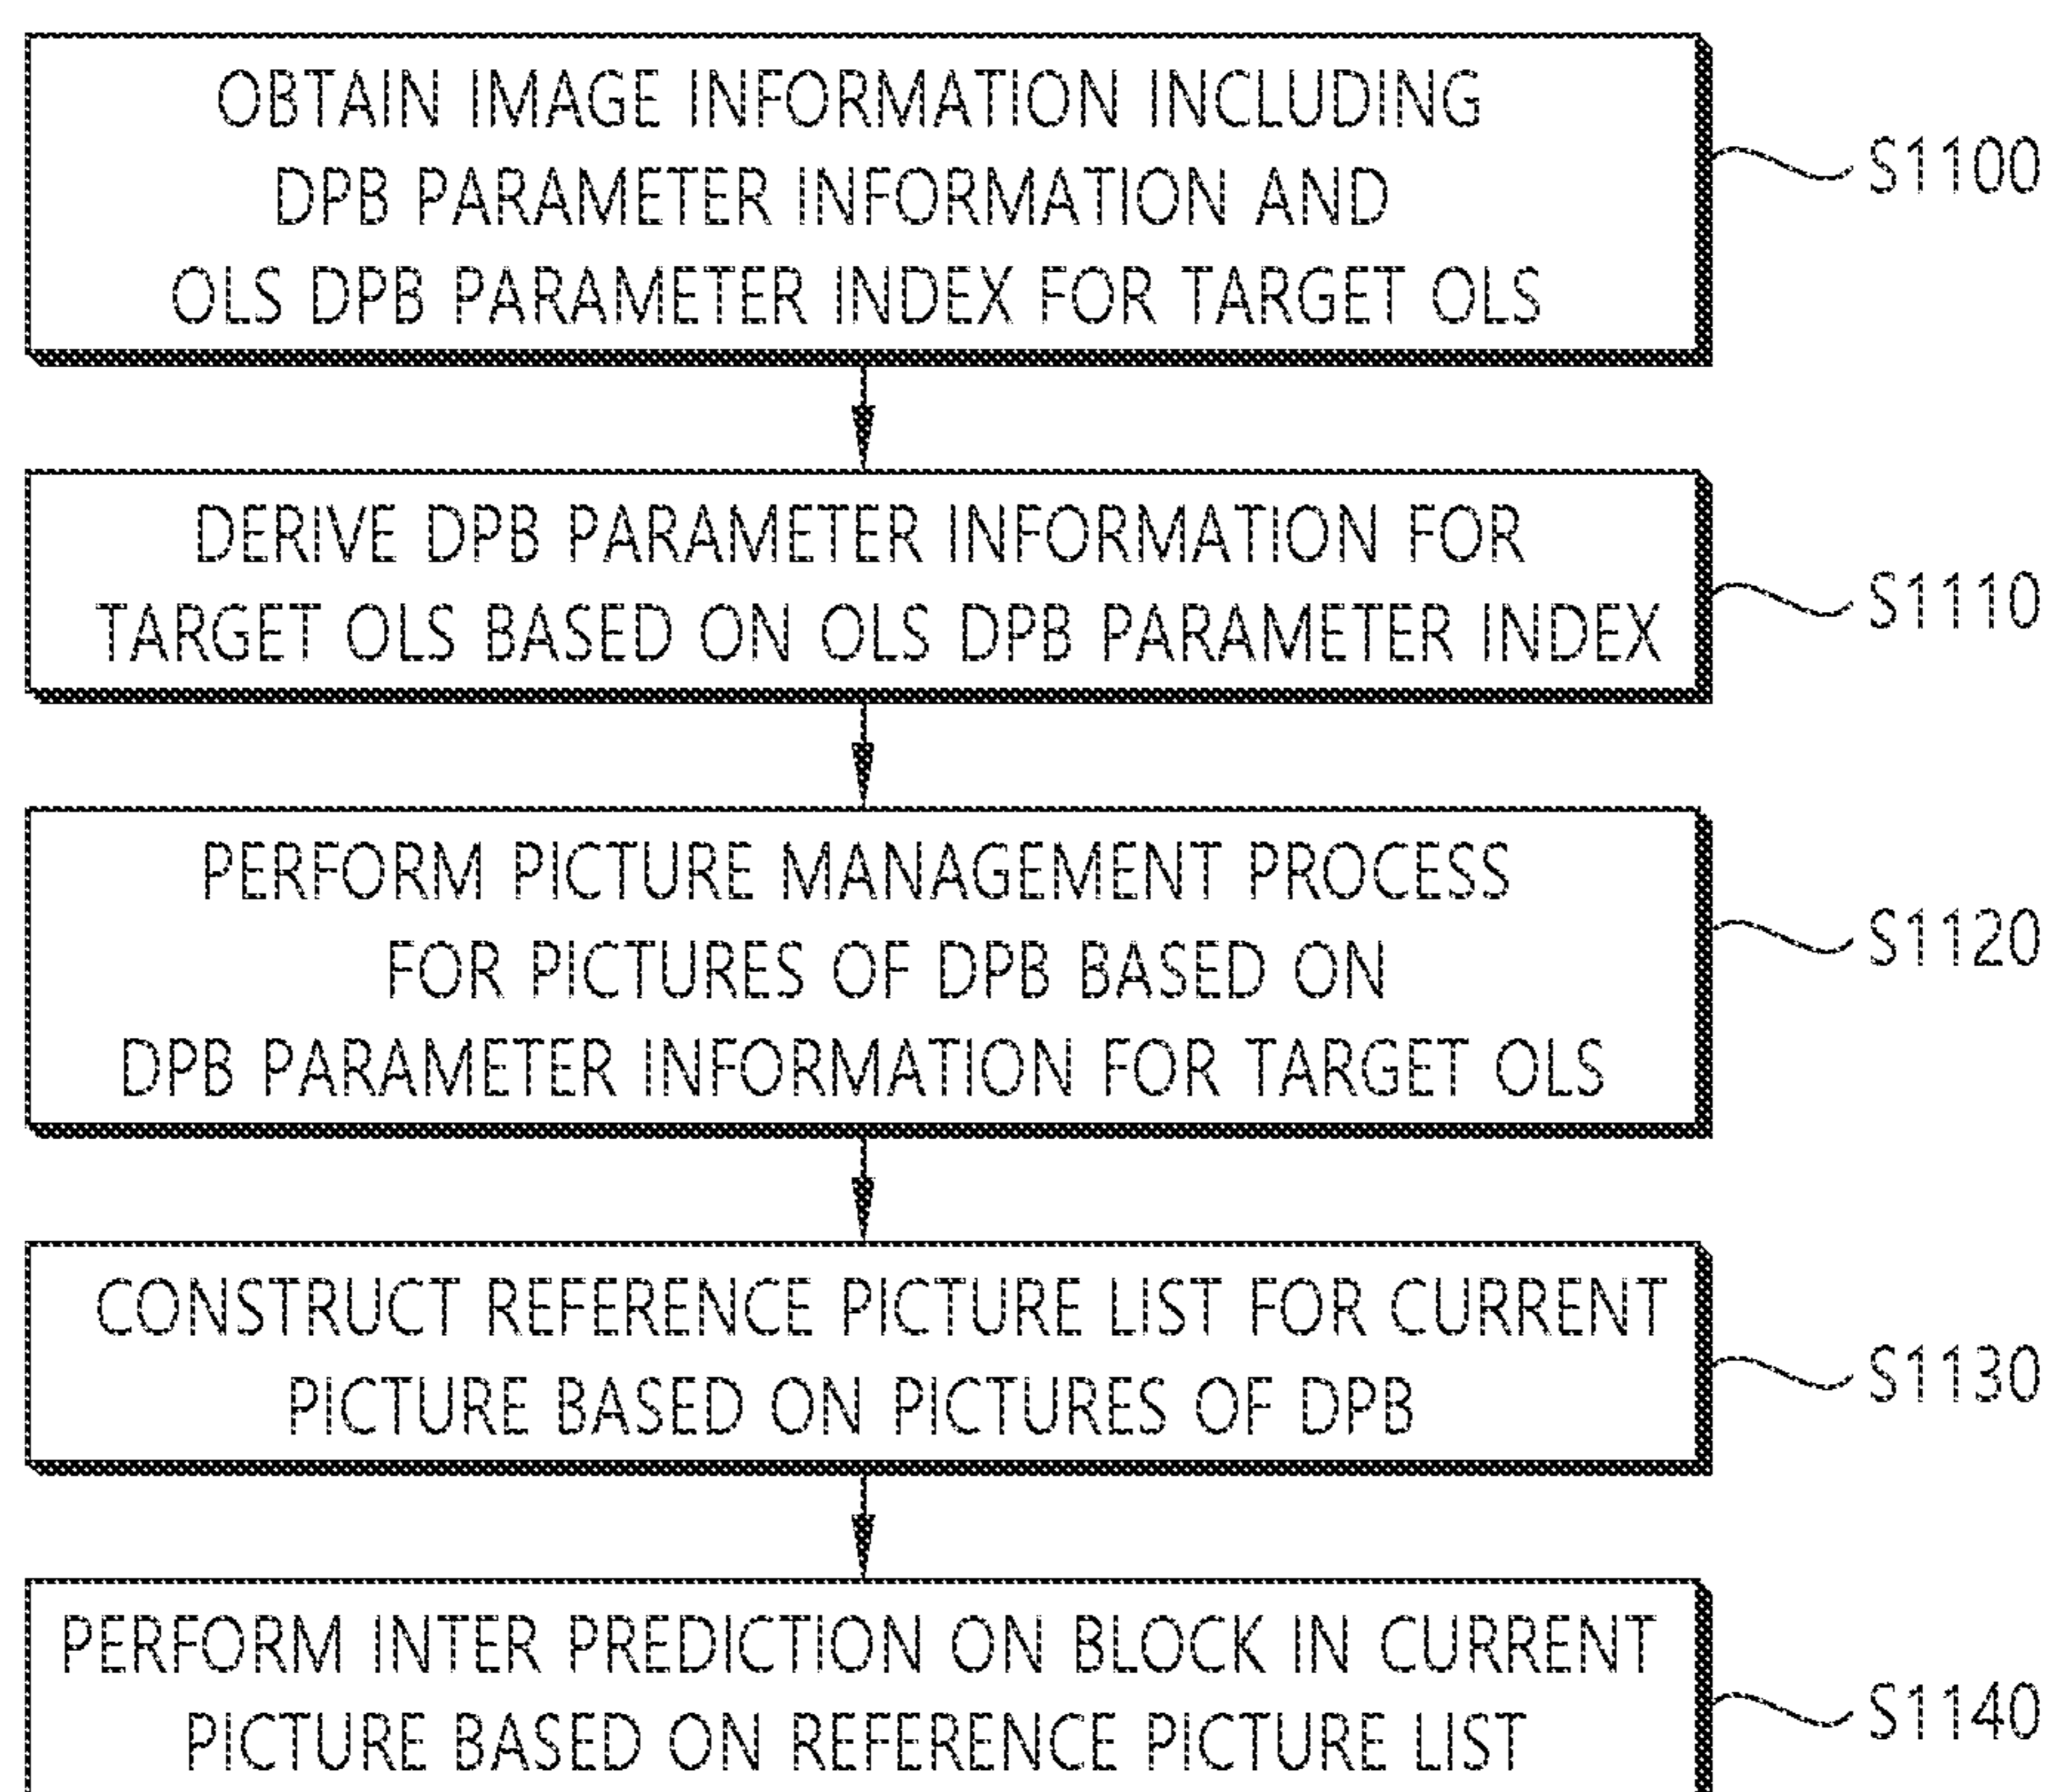 OBTAIN IMAGE INFORMATION INCLUDING
DPB PARAMETER INFORMATION AND
OLS DPB PARAMETER INDEX FOR TARGET OLS
S1100
DERIVE DPB PARAMETER INFORMATION FOR
TARGET OLS BASED ON OLS DPB PARAMETER INDEX
S1110
PERFORM PICTURE MANAGEMENT PROCESS
FOR PICTURES OF DPB BASED ON
DPB PARAMETER INFORMATION FOR TARGET OLS
S1120
CONSTRUCT REFERENCE PICTURE LIST FOR CURRENT
PICTURE BASED ON PICTURES OF DPB
S1130
PERFORM INTER PREDICTION ON BLOCK IN CURRENT
PICTURE BASED ON REFERENCE PICTURE LIST
S1140